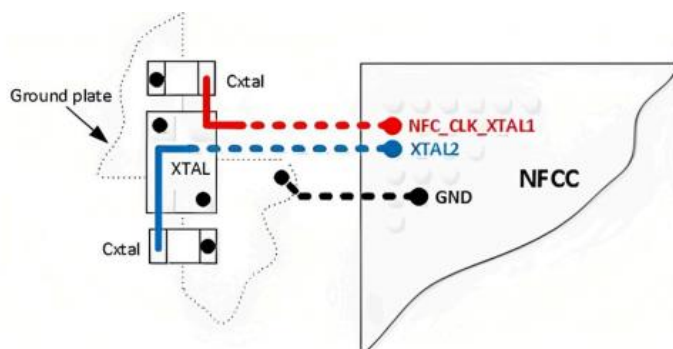 Cxtal
Ground plate
NFC_CLK_XTAL1
XTAL2
XTAL
NFCC
GND
Cxtal